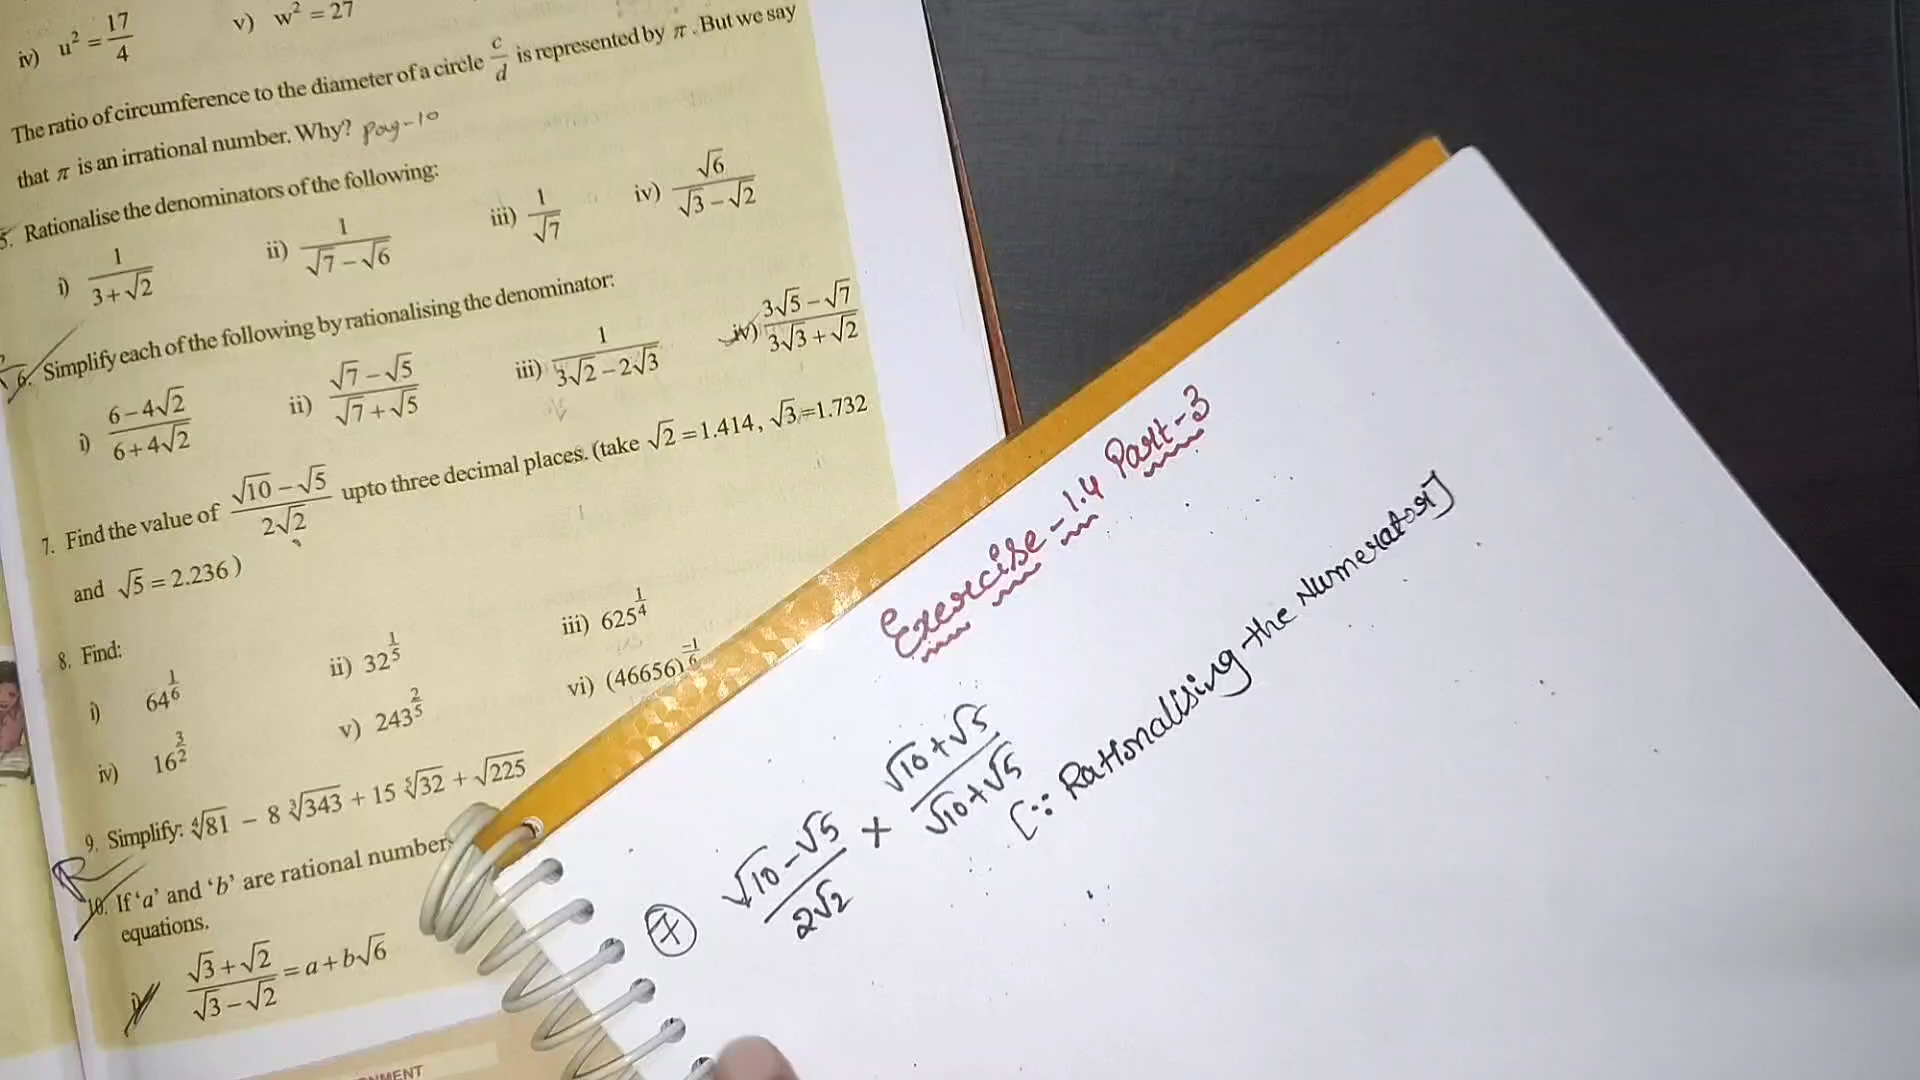 iv) u² = 17/4 v) w² = 27
The ratio of circumference to the diameter of a circle c/d is represented by π. But we say
that π is an irrational number. Why? pag-10
5. Rationalise the denominators of the following:
i) 1/(3+√2) ii) 1/(√7-√6) iii) 1/√7 iv) √6/(√3-√2)
6. Simplify each of the following by rationalising the denominator:
i) (6-4√2)/(6+4√2) ii) (√7-√5)/(√7+√5) iii) 1/(3√2-2√3) iv) (3√5-√7)/(3√3+√2)
7. Find the value of (√10-√5)/(2√2) upto three decimal places. (take √2=1.414, √3=1.732
and √5=2.236)
8. Find:
i) 64^(1/6) ii) 32^(1/5) iii) 625^(1/4)
iv) 16^(3/2) v) 243^(2/5) vi) (46656)^(-1/6)
9. Simplify: ⁴√81 - 8 ³√343 + 15 ⁵√32 + √225
10. If 'a' and 'b' are rational number
equations.
i) (√3+√2)/(√3-√2) = a+b√6
Exercise-1.4 Part-3
7 (√10-√5)/(2√2) × (√10+√5)/(√10+√5)
[∵ Rationalising the Numerator]